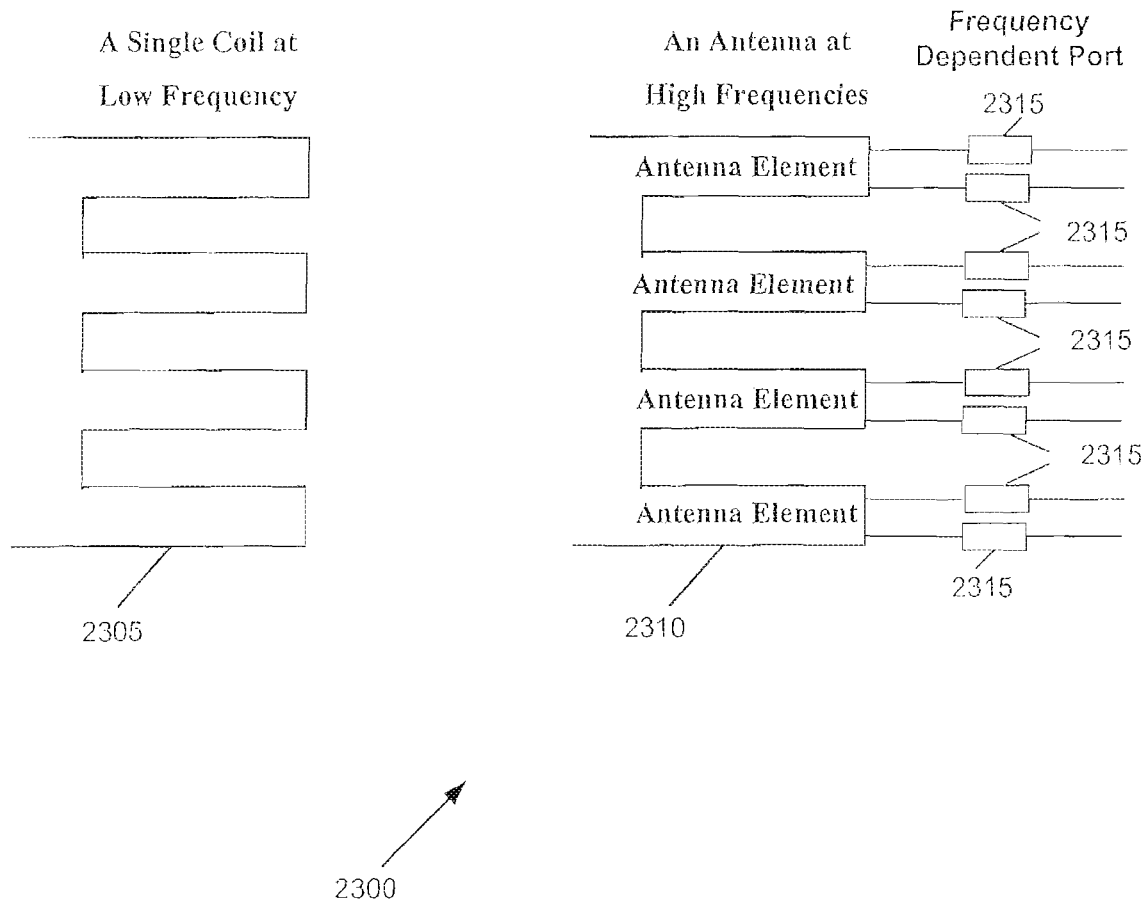 A Single Coil at
Low Frequency
An Antenna at
High Frequencies
Frequency
Dependent Port
2315
Antenna Element
2315
Antenna Element
2315
Antenna Element
2315
Antenna Element
2315
2305
2310
2300